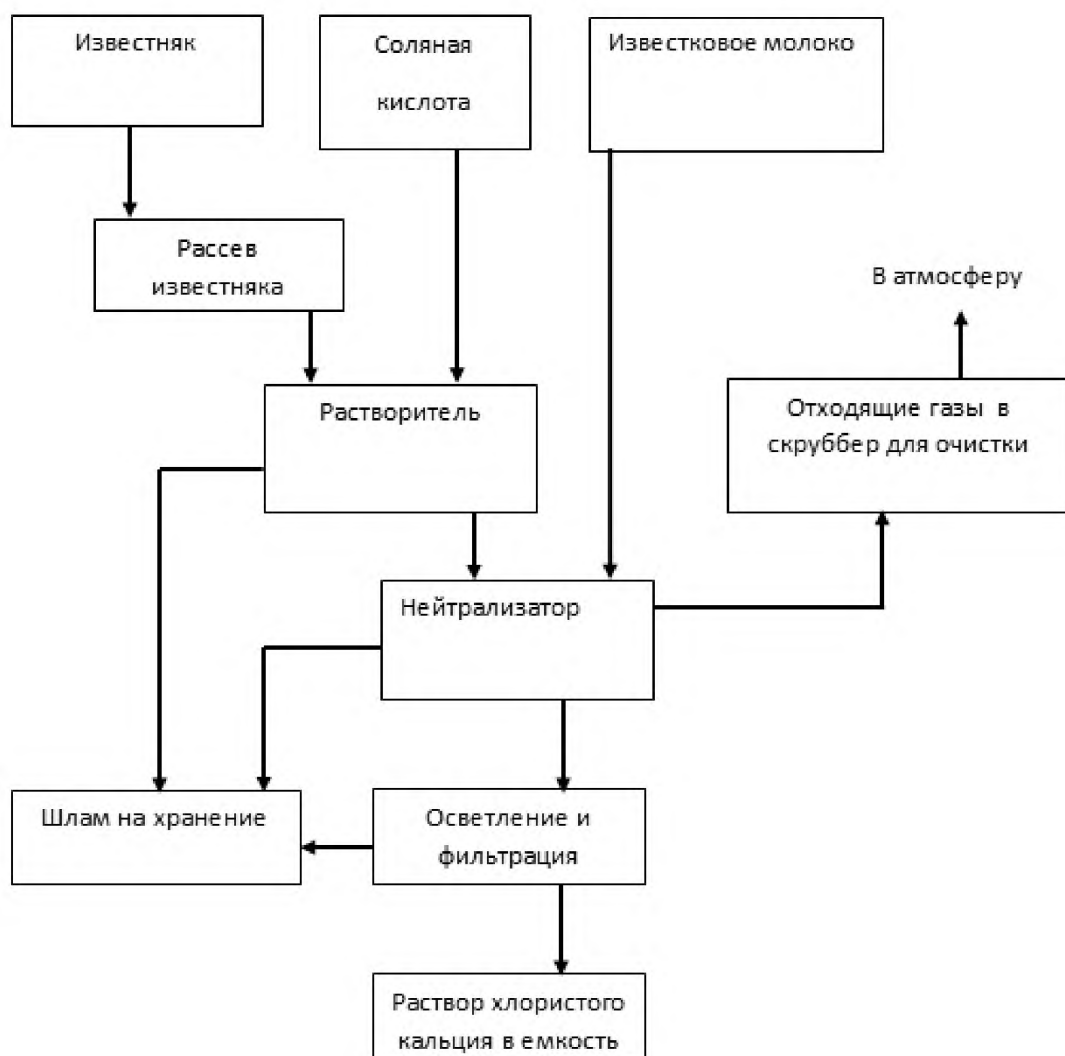 Известняк
Соляная
кислота
Известковое молоко
Рассев
известняка
В атмосферу
Растворитель
Отходящие газы в
скруббер для очистки
Нейтрализатор
Шлам на хранение
Осветление и
фильтрация
Раствор хлористого
кальция в емкость